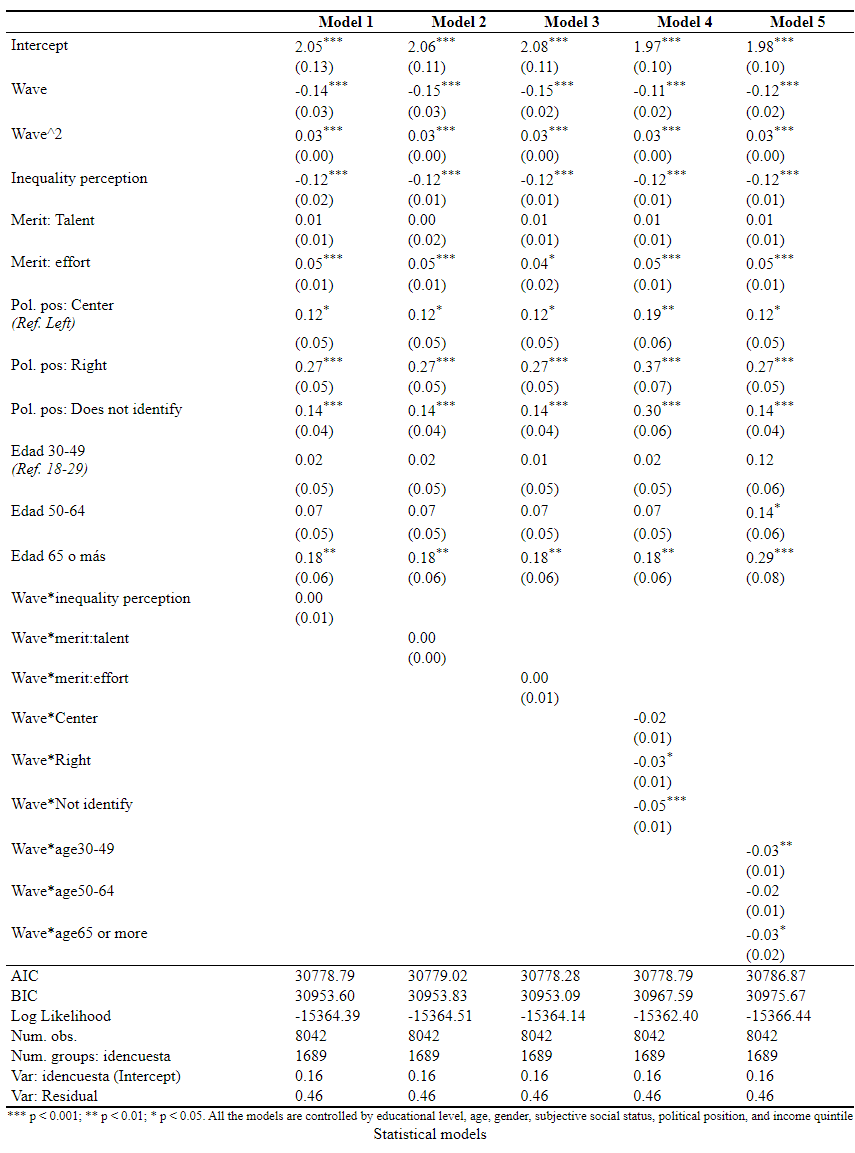 Model 1 Model 2 Model 3 Model 4 Model 5
Intercept 2.05*** 2.06*** 2.08*** 1.97*** 1.98***
(0.13) (0.11) (0.11) (0.10) (0.10)
Wave -0.14*** -0.15*** -0.15*** -0.11*** -0.12***
(0.03) (0.03) (0.02) (0.02) (0.02)
Wave^2 0.03*** 0.03*** 0.03*** 0.03*** 0.03***
(0.00) (0.00) (0.00) (0.00) (0.00)
Inequality perception -0.12*** -0.12*** -0.12*** -0.12*** -0.12***
(0.02) (0.01) (0.01) (0.01) (0.01)
Merit: Talent 0.01 0.00 0.01 0.01 0.01
(0.01) (0.02) (0.01) (0.01) (0.01)
Merit: effort 0.05*** 0.05*** 0.04* 0.05*** 0.05***
(0.01) (0.01) (0.02) (0.01) (0.01)
Pol. pos: Center
(Ref. Left) 0.12* 0.12* 0.12* 0.19** 0.12*
(0.05) (0.05) (0.05) (0.06) (0.05)
Pol. pos: Right 0.27*** 0.27*** 0.27*** 0.37*** 0.27***
(0.05) (0.05) (0.05) (0.07) (0.05)
Pol. pos: Does not identify 0.14*** 0.14*** 0.14*** 0.30*** 0.14***
(0.04) (0.04) (0.04) (0.06) (0.04)
Edad 30-49
(Ref. 18-29) 0.02 0.02 0.01 0.02 0.12
(0.05) (0.05) (0.05) (0.05) (0.06)
Edad 50-64 0.07 0.07 0.07 0.07 0.14*
(0.05) (0.05) (0.05) (0.05) (0.06)
Edad 65 o más 0.18** 0.18** 0.18** 0.18** 0.29***
(0.06) (0.06) (0.06) (0.06) (0.08)
Wave*inequality perception 0.00
(0.01)
Wave*merit:talent 0.00
(0.00)
Wave*merit:effort 0.00
(0.01)
Wave*Center -0.02
(0.01)
Wave*Right -0.03*
(0.01)
Wave*Not identify -0.05***
(0.01)
Wave*age30-49 -0.03**
(0.01)
Wave*age50-64 -0.02
(0.01)
Wave*age65 or more -0.03*
(0.02)
AIC 30778.79 30779.02 30778.28 30778.79 30786.87
BIC 30953.60 30953.83 30953.09 30967.59 30975.67
Log Likelihood -15364.39 -15364.51 -15364.14 -15362.40 -15366.44
Num. obs. 8042 8042 8042 8042 8042
Num. groups: idencuesta 1689 1689 1689 1689 1689
Var: idencuesta (Intercept) 0.16 0.16 0.16 0.16 0.16
Var: Residual 0.46 0.46 0.46 0.46 0.46
*** p < 0.001; ** p < 0.01; * p < 0.05. All the models are controlled by educational level, age, gender, subjective social status, political position, and income quintile
Statistical models